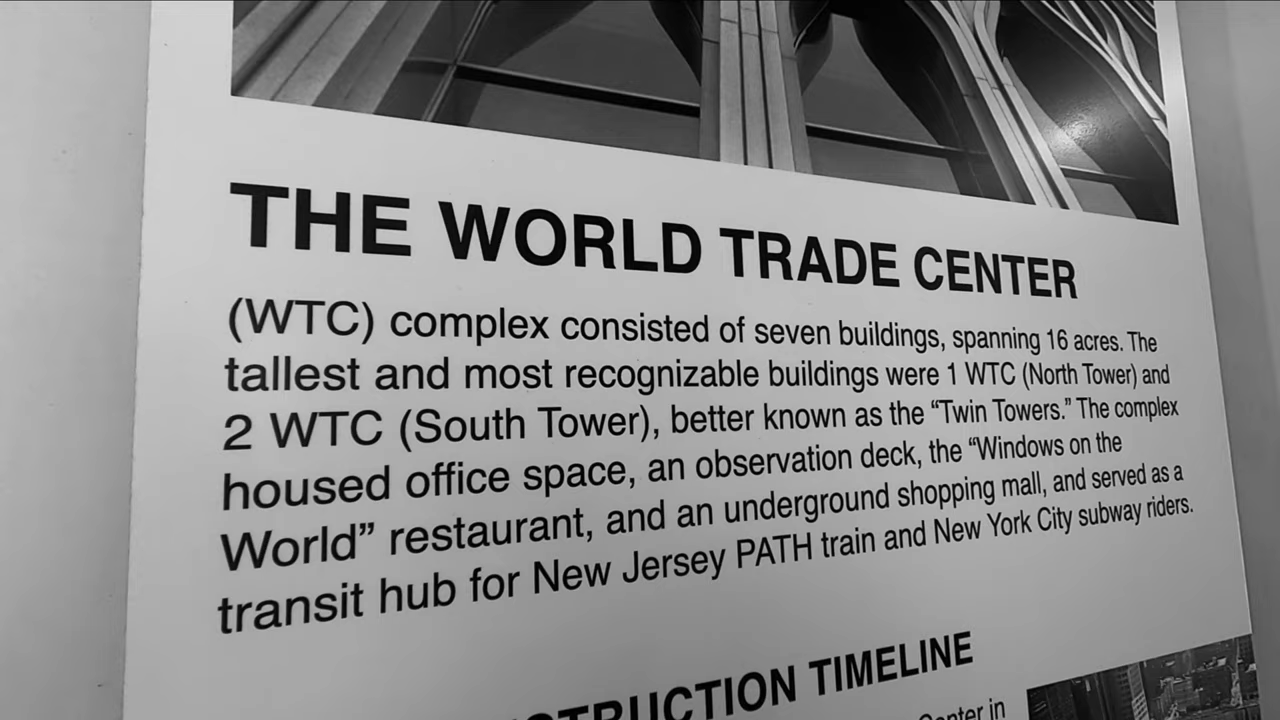 THE WORLD TRADE CENTER
(WTC) complex consisted of seven buildings, spanning 16 acres. The
tallest and most recognizable buildings were 1 WTC (North Tower) and
2 WTC (South Tower), better known as the “Twin Towers.” The complex
housed office space, an observation deck, the “Windows on the
World” restaurant, and an underground shopping mall, and served as a
transit hub for New Jersey PATH train and New York City subway riders.
TIMELINE
in